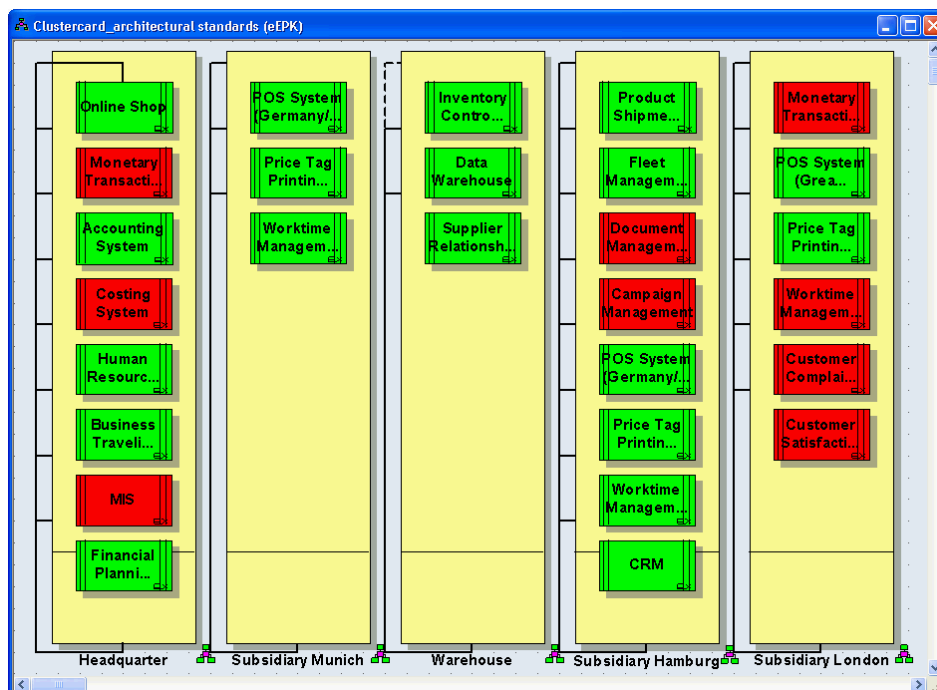 Clustercard_architectural standards (eEPK)
Online Shop
Monetary
Transacti...
Accounting
System
Costing
System
Human
Resourc...
Business
Traveli...
MIS
Financial
Planni...
Headquarter
POS System
(Germany/...
Price Tag
Printin...
Worktime
Managem...
Subsidiary Munich
Inventory
Contro...
Data
Warehouse
Supplier
Relationsh...
Warehouse
Product
Shipme...
Fleet
Managem...
Document
Managem...
Campaign
Management
POS System
(Germany/...
Price Tag
Printin...
Worktime
Managem...
CRM
Subsidiary Hamburg
Monetary
Transacti...
POS System
(Grea...
Price Tag
Printin...
Worktime
Managem...
Customer
Complai...
Customer
Satisfacti...
Subsidiary London